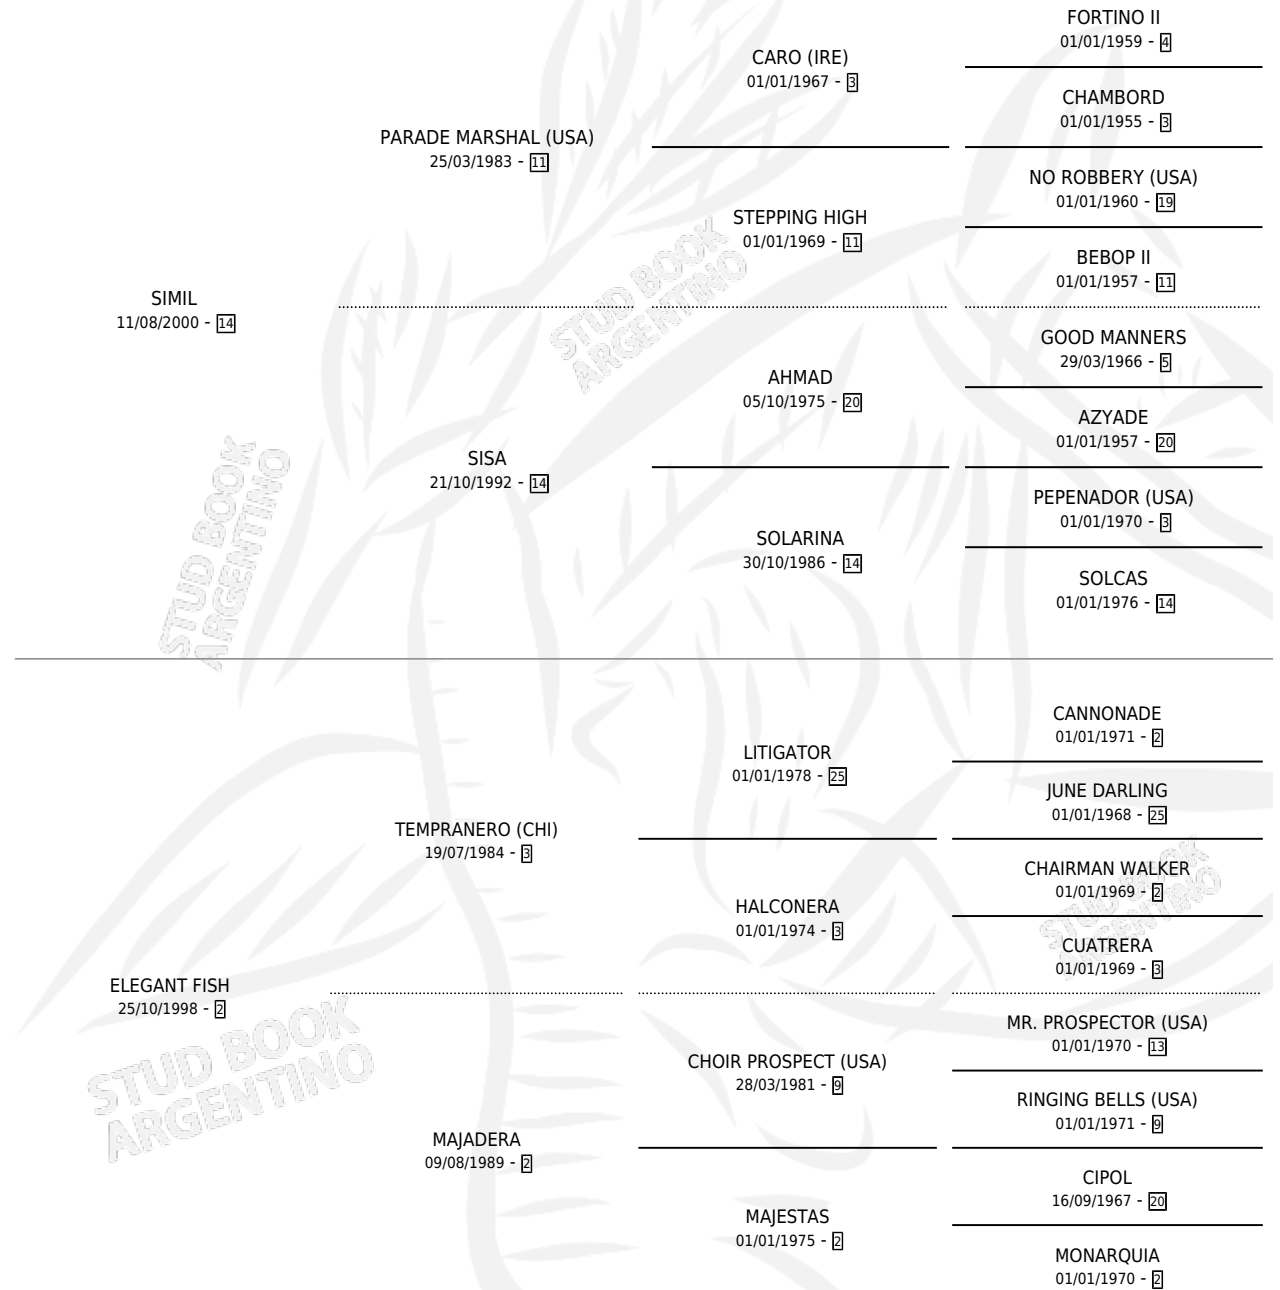 FORTINO II
01/01/1959 - 4
CARO (IRE)
01/01/1967 - 3
CHAMBORD
01/01/1955 - 3
PARADE MARSHAL (USA)
25/03/1983 - 11
NO ROBBERY (USA)
01/01/1960 - 19
STEPPING HIGH
01/01/1969 - 11
BEBOP II
01/01/1957 - 11
SIMIL
11/08/2000 - 14
STUD BOOK
ARGENTINO
GOOD MANNERS
29/03/1966 - 5
AHMAD
05/10/1975 - 20
AZYADE
01/01/1957 - 20
SISA
21/10/1992 - 14
PEPENADOR (USA)
01/01/1970 - 3
SOLARINA
30/10/1986 - 14
SOLCAS
01/01/1976 - 14
STUD BOOK
ARGENTINO
CANNONADE
01/01/1971 - 2
LITIGATOR
01/01/1978 - 25
JUNE DARLING
01/01/1968 - 25
TEMPRANERO (CHI)
19/07/1984 - 3
CHAIRMAN WALKER
01/01/1969 - 2
HALCONERA
01/01/1974 - 3
STUD BOOK
ARGENTINO
CUATRERA
01/01/1969 - 3
ELEGANT FISH
25/10/1998 - 2
STUD BOOK
ARGENTINO
MR. PROSPECTOR (USA)
01/01/1970 - 13
CHOIR PROSPECT (USA)
28/03/1981 - 9
RINGING BELLS (USA)
01/01/1971 - 9
MAJADERA
09/08/1989 - 2
CIPOL
16/09/1967 - 20
MAJESTAS
01/01/1975 - 2
MONARQUIA
01/01/1970 - 2